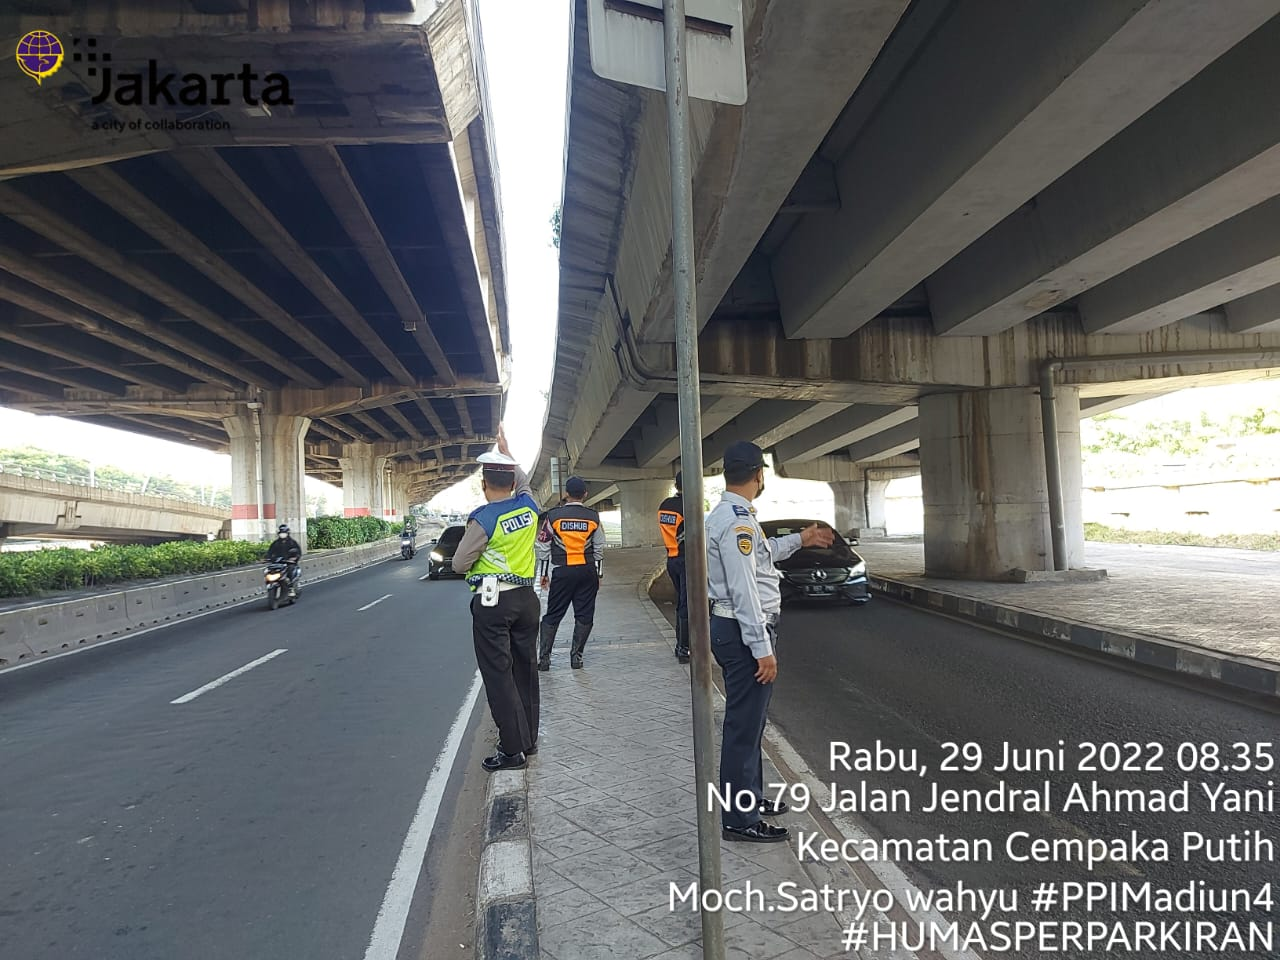 Jakarta
a city of collaboration
POLISI
DISHUB
DISHUB
Rabu, 29 Juni 2022 08.35
No.79 Jalan Jendral Ahmad Yani
Kecamatan Cempaka Putih
Moch.Satryo wahyu #PPIMadiun4
#HUMASPERPARKIRAN